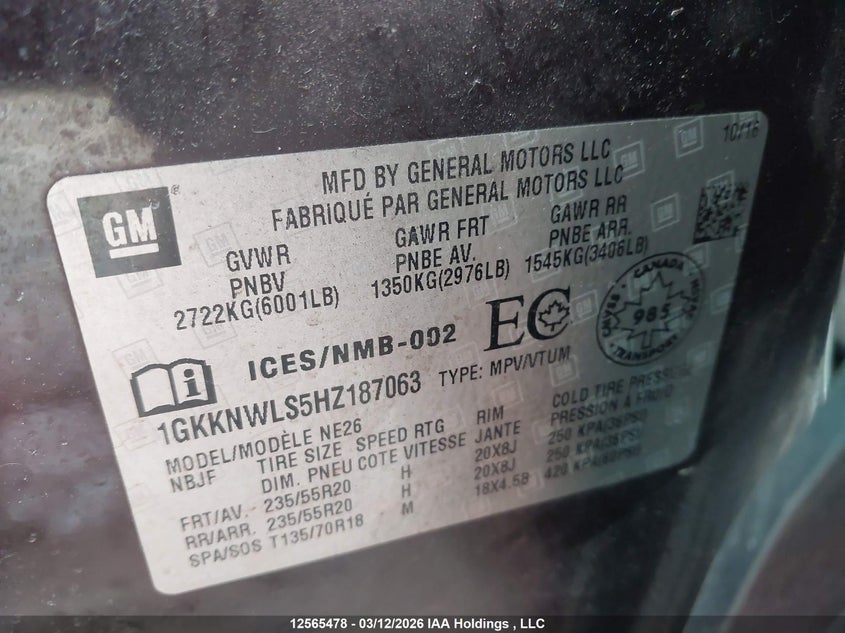 10/16
MFD BY GENERAL MOTORS LLC
FABRIQUÉ PAR GENERAL MOTORS LLC
GM ®
GVWR GAWR FRT GAWR RR
PNBV PNBE AV. PNBE ARR.
2722KG(6001LB) 1350KG(2976LB) 1545KG(3406LB)
ICES/NMB-002 EC
CANADA
985
TRANSPORT
i
1GKKNWLS5HZ187063 TYPE: MPV/VTUM
MODEL/MODÈLE NE26
NBJF TIRE SIZE SPEED RTG RIM COLD TIRE PRESSURE
DIM. PNEU COTE VITESSE JANTE PRESSION À FROID
FRT/AV. 235/55R20 H 20X8J 250 KPA(36PSI)
RR/ARR. 235/55R20 H 20X8J 250 KPA(36PSI)
SPA/SOS T135/70R18 M 18X4.5B 420 KPA(60PSI)
12565478 - 03/12/2026 IAA Holdings , LLC